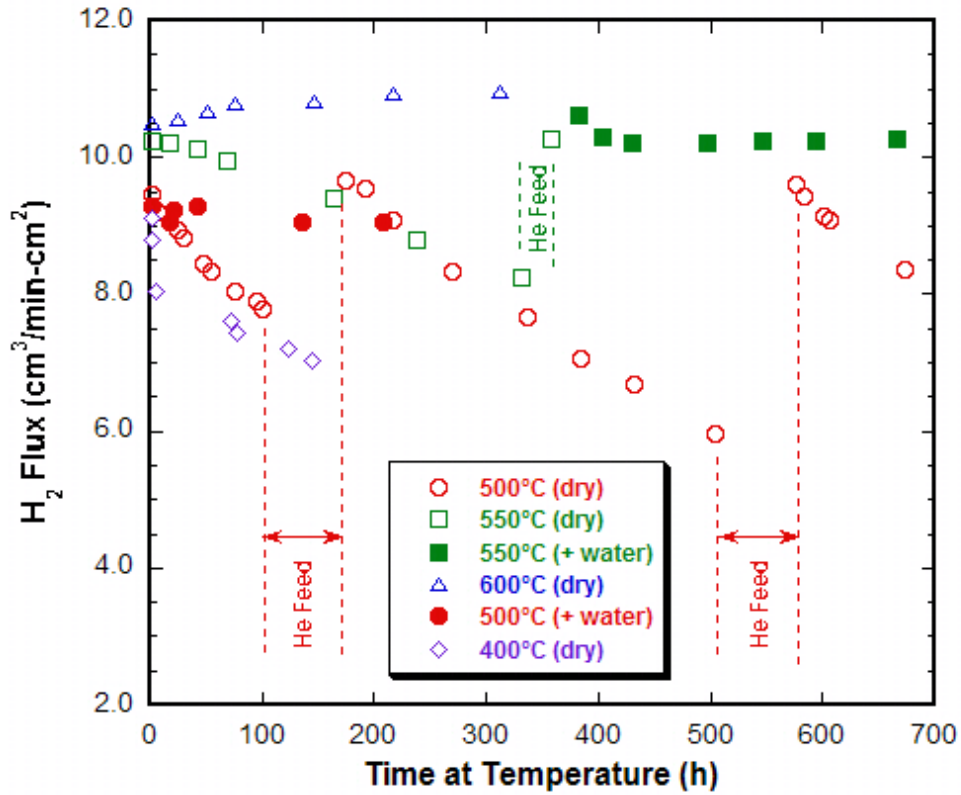 12.0
10.0
8.0
6.0
4.0
2.0
0 100 200 300 400 500 600 700
H2 Flux (cm3/min-cm2)
Time at Temperature (h)
He Feed
He Feed
He Feed
500°C (dry)
550°C (dry)
550°C (+ water)
600°C (dry)
500°C (+ water)
400°C (dry)